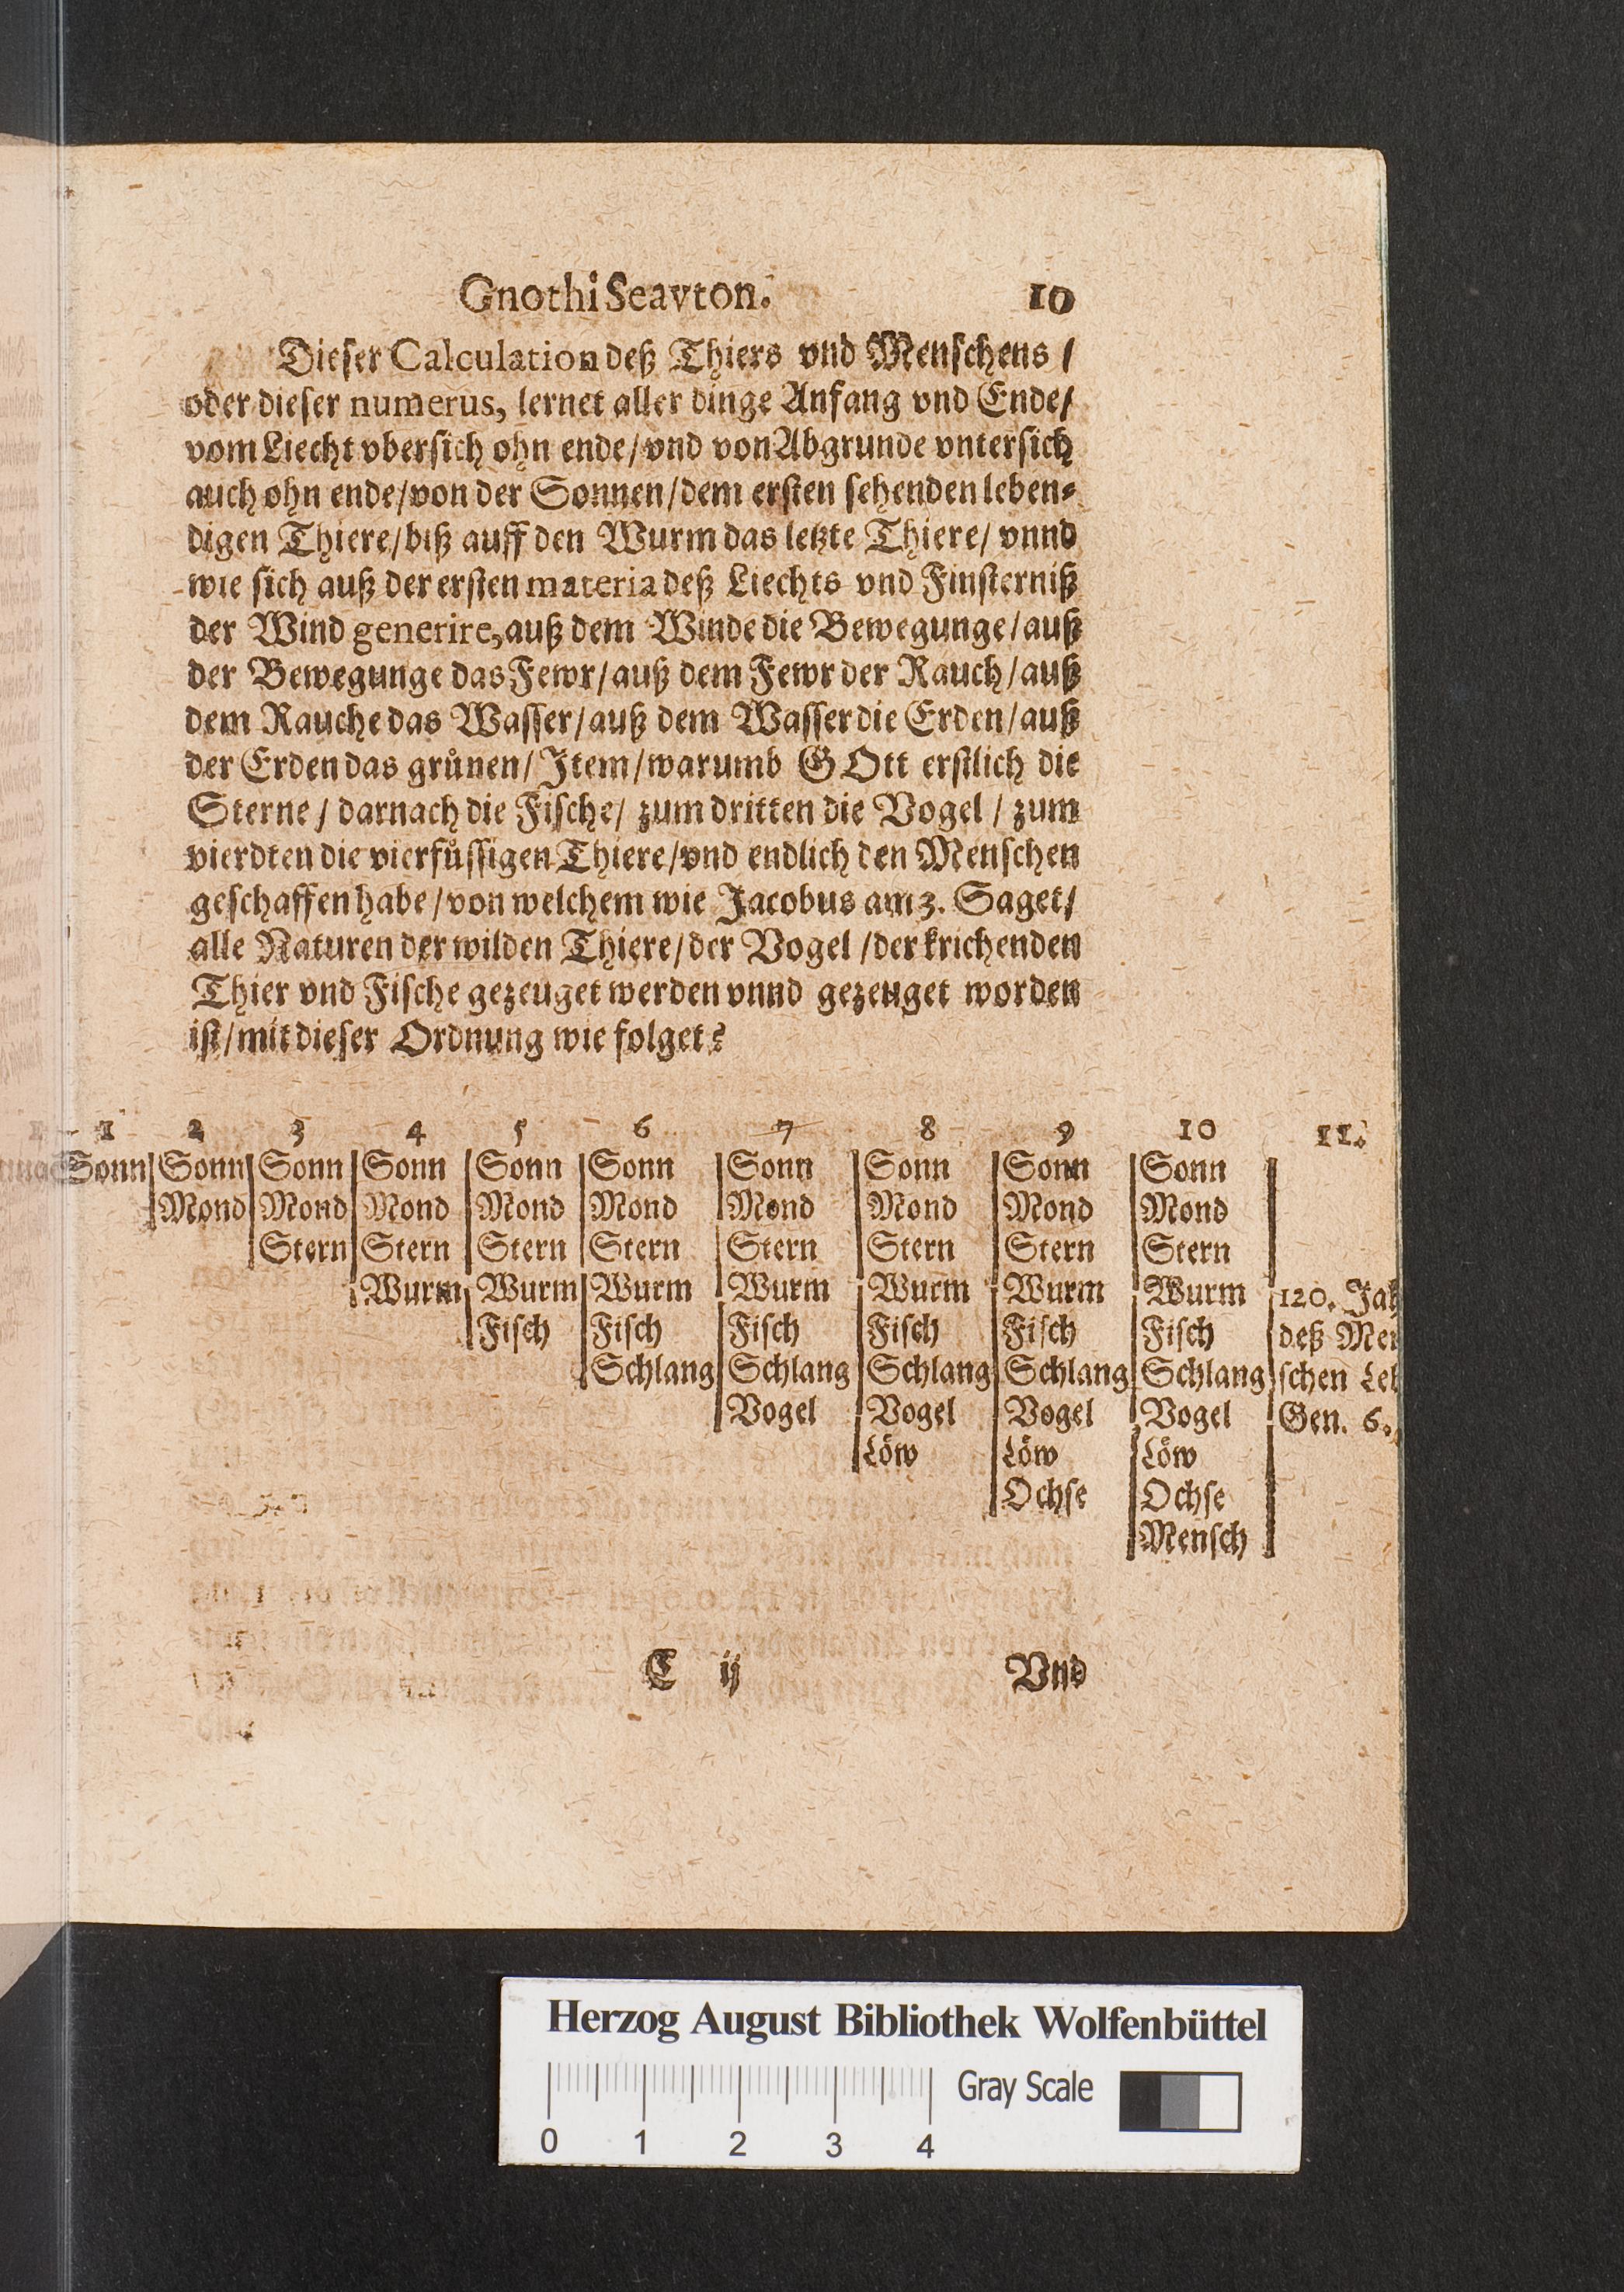 Gnothi Seavton. 10
Dieser Calculation deß Thiers vnd Menschens /
oder dieser numerus, lernet aller dinge Anfang vnd Ende/
vom Liecht vbersich ohn ende/vnd von Abgrunde vntersich
auch ohn ende/von der Sonnen/dem ersten sehenden leben-
digen Thiere/biß auff den Wurm das letzte Thiere/ vnnd
wie sich auß der ersten materia deß Liechts vnd Finsterniß
der Wind generire, auß dem Winde die Bewegunge/auß
der Bewegunge das Fewr/auß dem Fewr der Rauch/auß
dem Rauche das Wasser/auß dem Wasser die Erden/auß
der Erden das grůnen/ Item/warumb GOtt erstlich die
Sterne/ darnach die Fische/ zum dritten die Vogel / zum
vierdten die vierfůssigen Thiere/vnd endlich den Menschen
geschaffen habe/von welchem wie Jacobus am 3. Saget/
alle Naturen der wilden Thiere/der Vogel /der krichenden
Thier vnd Fische gezeuget werden vnnd gezeuget worden
ist/mit dieser Ordnung wie folget:
1 2 3 4 5 6 7 8 9 10 11.
Sonn Sonn Sonn Sonn Sonn Sonn Sonn Sonn Sonn Sonn
Mond Mond Mond Mond Mond Mond Mond Mond Mond
Stern Stern Stern Stern Stern Stern Stern Stern
Wurm Wurm Wurm Wurm Wurm Wurm Wurm 120. Jah
Fisch Fisch Fisch Fisch Fisch Fisch deß Men
Schlang Schlang Schlang Schlang Schlang schen Leb
Vogel Vogel Vogel Vogel Gen. 6.
Löw Löw Löw
Ochse Ochse
Mensch
C ij Vnd
Herzog August Bibliothek Wolfenbüttel
Gray Scale
0 1 2 3 4